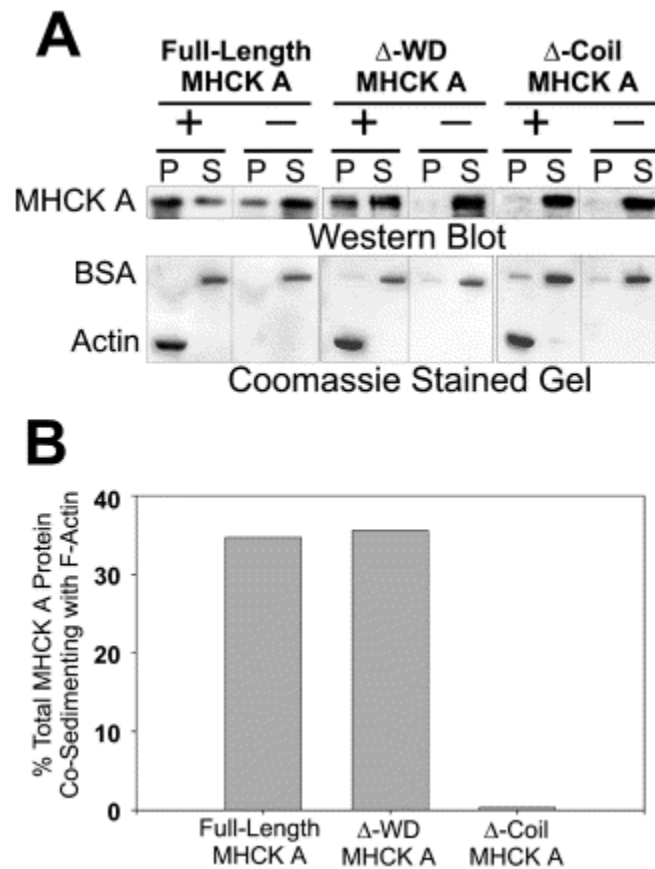 A
Full-Length MHCK A
Δ-WD MHCK A
Δ-Coil MHCK A
+ — + — + —
P S P S P S P S P S P S
MHCK A
Western Blot
BSA
Actin
Coomassie Stained Gel
B
% Total MHCK A Protein
Co-Sedimenting with F-Actin
40
30
20
10
0
Full-Length MHCK A
Δ-WD MHCK A
Δ-Coil MHCK A